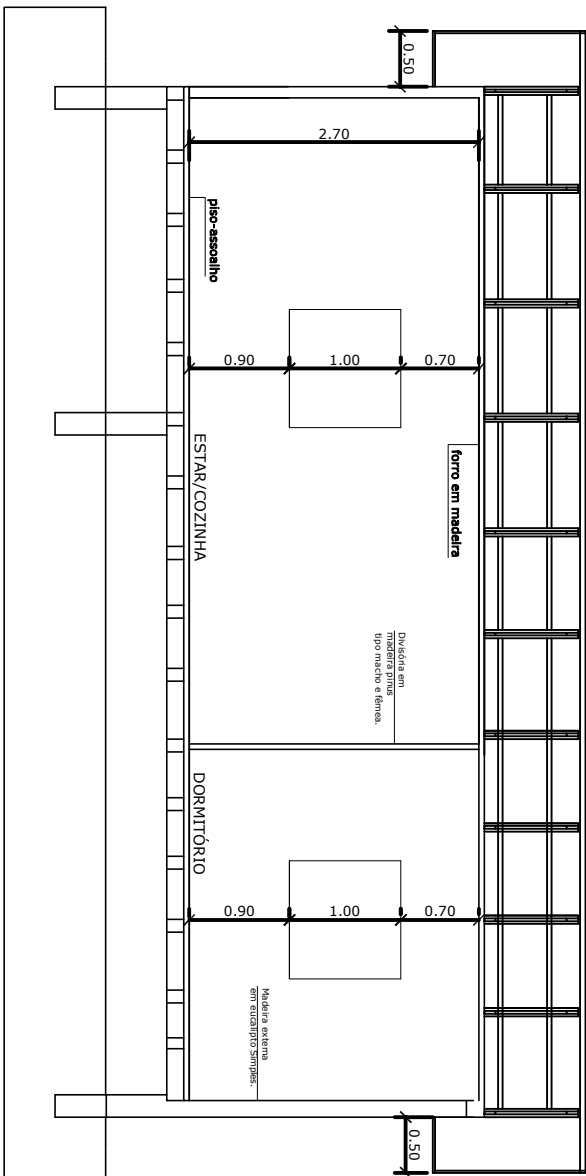 0.50
2.70
piso-assoalho
0.90
1.00
0.70
ESTAR/COZINHA
forro em madeira
Divisória em
madeira pinus
tipo macho e fêmea.
DORMITÓRIO
0.90
1.00
0.70
Madeira externa
em eucalipto Simples.
0.50